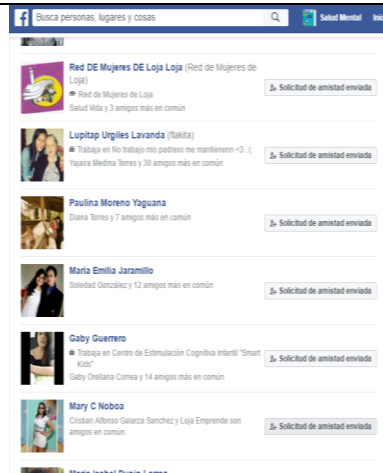 Busca personas, lugares y cosas
Salud Mental
Inic
Red DE Mujeres DE Loja Loja (Red de Mujeres de
Loja)
Red de Mujeres de Loja
Salud Vida y 3 amigos más en común
Solicitud de amistad enviada
Lupitap Urgiles Lavanda (flakita)
Trabaja en No trabajo mis padress me mantienenn <3 . (:
Yajaira Medina Torres y 30 amigos más en común
Solicitud de amistad enviada
Paulina Moreno Yaguana
Diana Torres y 7 amigos más en común
Solicitud de amistad enviada
María Emilia Jaramillo
Soledad González y 12 amigos más en común
Solicitud de amistad enviada
Gaby Guerrero
Trabaja en Centro de Estimulación Cognitiva Infantil "Smart
Kids"
Gaby Orellana Correa y 14 amigos más en común
Solicitud de amistad enviada
Mary C Noboa
Cristian Alfonso Galarza Sanchez y Loja Emprende son
amigos en común.
Solicitud de amistad enviada